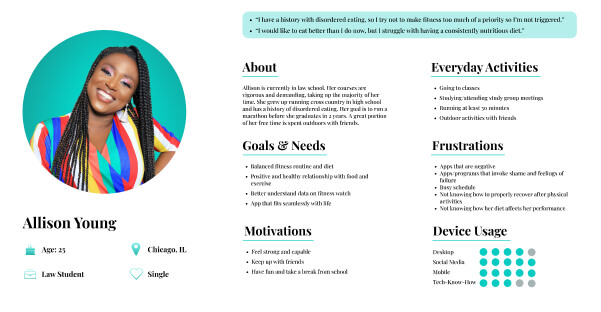 • "I have a history with disordered eating, so I try not to make fitness too much of a priority so I'm not triggered."
• "I would like to eat better than I do now, but I struggle with having a consistently nutritious diet."
Allison Young
Age: 25
Chicago, IL
Law Student
Single
About
Allison is currently in law school. Her courses are
vigorous and demanding, taking up the majority of her
time. She grew up running cross country in high school
and has a history of disordered eating. Her goal is to run a
marathon before she graduates in 2 years. A great portion
of her free time is spent outdoors with friends.
Goals & Needs
• Balanced fitness routine and diet
• Positive and healthy relationship with food and
exercise
• Better understand data on fitness watch
• App that fits seamlessly with life
Motivations
• Feel strong and capable
• Keep up with friends
• Have fun and take a break from school
Everyday Activities
• Going to classes
• Studying/attending study group meetings
• Running at least 30 minutes
• Outdoor activities with friends
Frustrations
• Apps that are negative
• Apps/programs that invoke shame and feelings of
failure
• Busy schedule
• Not knowing how to properly recover after physical
activities
• Not knowing how her diet affects her performance
Device Usage
Desktop
Social Media
Mobile
Tech-Know-How